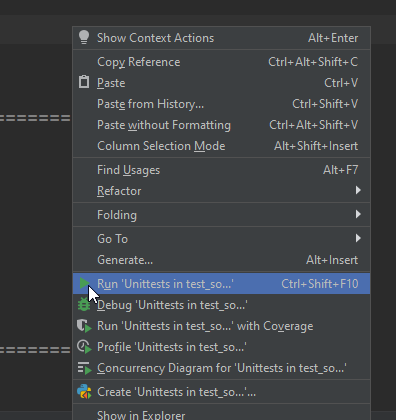 Show Context Actions Alt+Enter
Copy Reference Ctrl+Alt+Shift+C
Paste Ctrl+V
Paste from History... Ctrl+Shift+V
Paste without Formatting Ctrl+Alt+Shift+V
Column Selection Mode Alt+Shift+Insert
Find Usages Alt+F7
Refactor
Folding
Go To
Generate... Alt+Insert
Run 'Unittests in test_so...' Ctrl+Shift+F10
Debug 'Unittests in test_so...'
Run 'Unittests in test_so...' with Coverage
Profile 'Unittests in test_so...'
Concurrency Diagram for 'Unittests in test_so...'
Create 'Unittests in test_so...'...
Show in Explorer